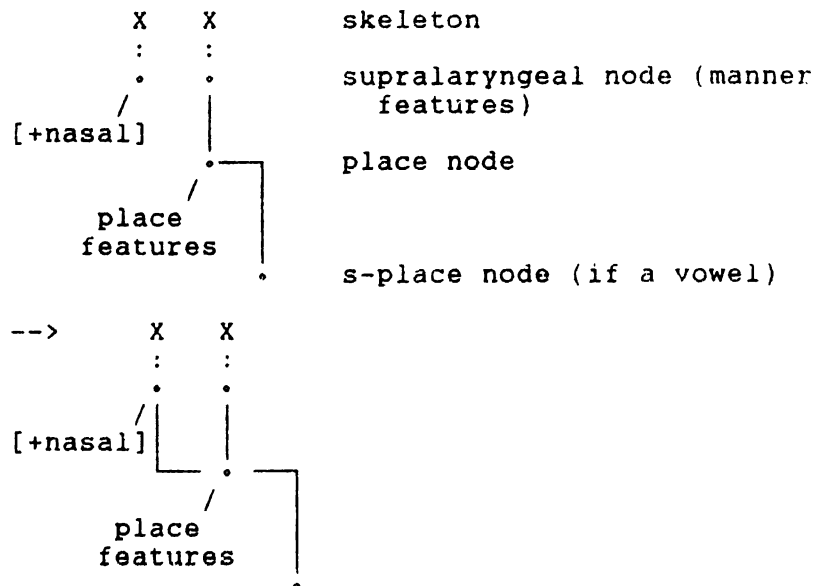 X X skeleton
: :
supralaryngeal node (manner
features)
[+nasal]
place node
place
features
s-place node (if a vowel)
--> X X
: :
[+nasal]
place
features